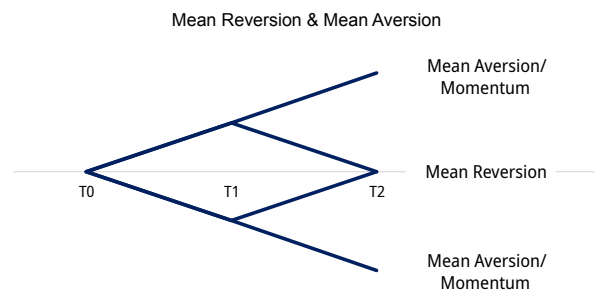 Mean Reversion & Mean Aversion
Mean Aversion/
Momentum
Mean Reversion
T0
T1
T2
Mean Aversion/
Momentum